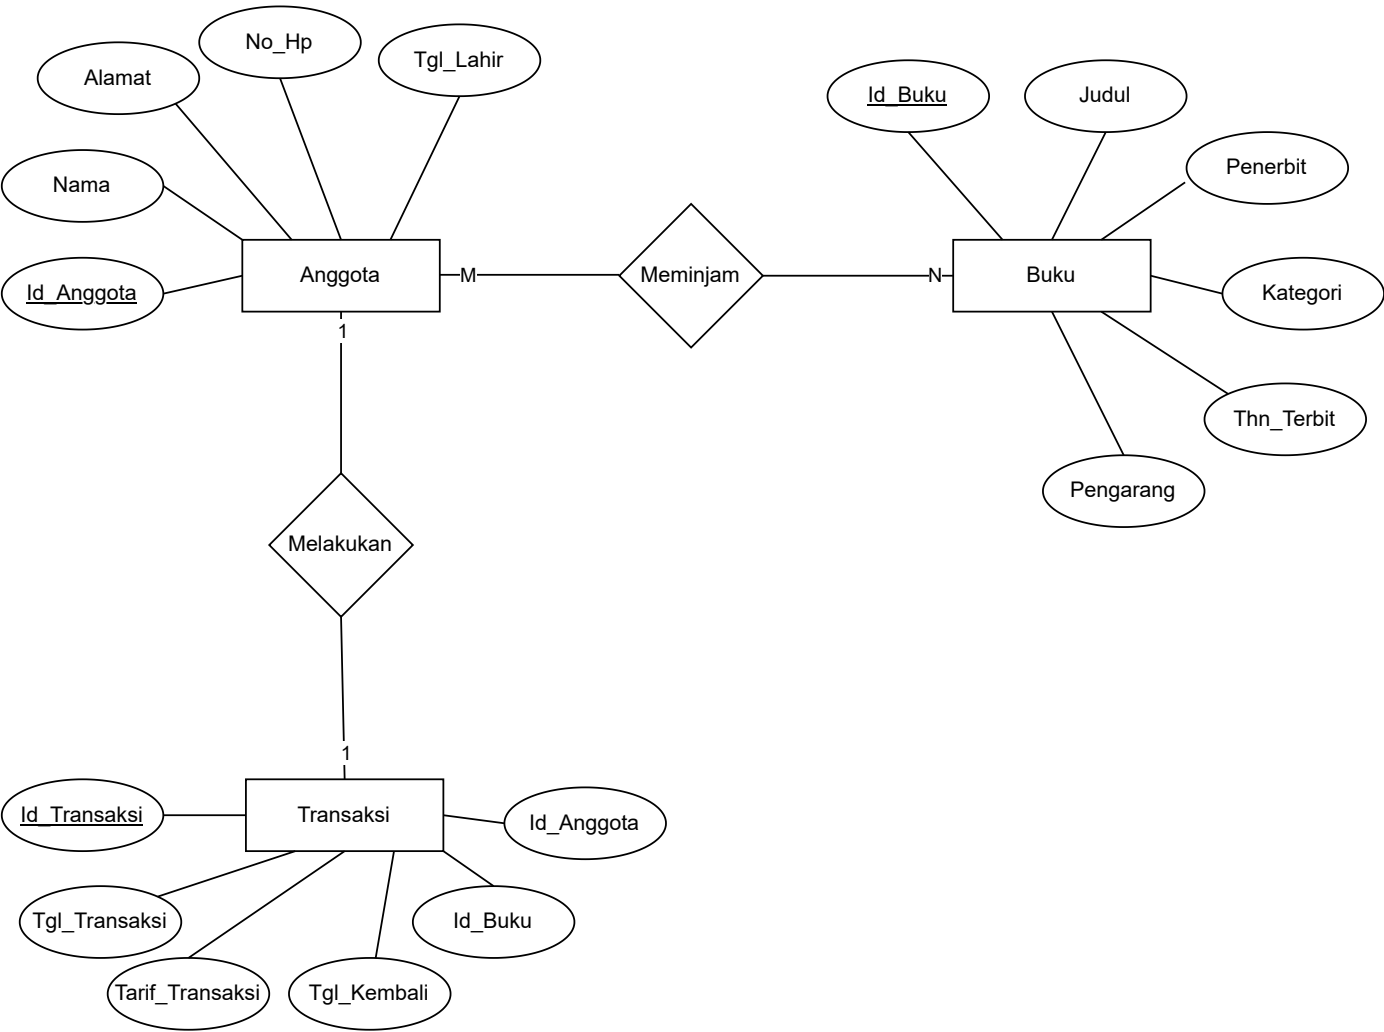 No_Hp
Tgl_Lahir
Alamat
Id_Buku
Judul
Penerbit
Nama
Anggota
M
Meminjam
N
Buku
Id_Anggota
Kategori
1
Thn_Terbit
Pengarang
Melakukan
1
Id_Transaksi
Transaksi
Id_Anggota
Tgl_Transaksi
Id_Buku
Tarif_Transaksi
Tgl_Kembali